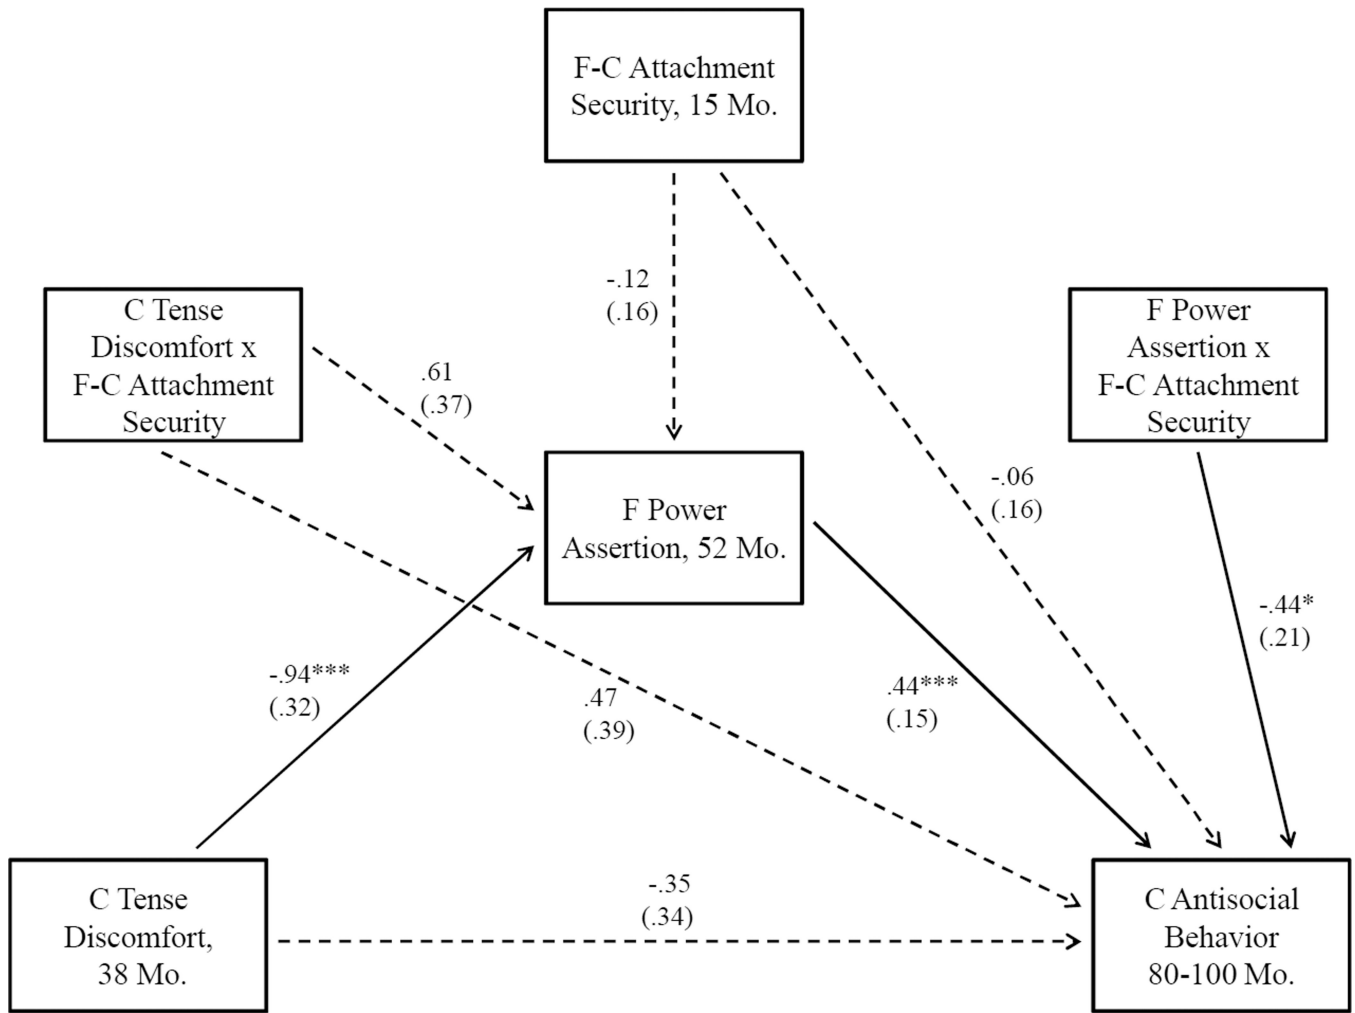 F-C Attachment
Security, 15 Mo.
-.12
(.16)
C Tense
Discomfort x
F-C Attachment
Security
F Power
Assertion x
F-C Attachment
Security
.61
(.37)
-.06
(.16)
F Power
Assertion, 52 Mo.
-.44*
(.21)
-.94***
(.32)
.47
(.39)
.44***
(.15)
C Tense
Discomfort,
38 Mo.
-.35
(.34)
C Antisocial
Behavior
80-100 Mo.